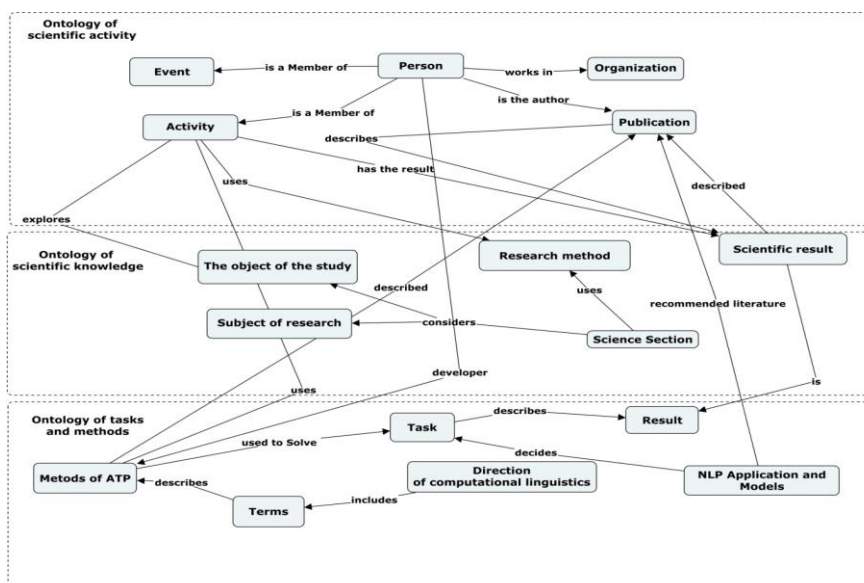 Ontology of
scientific activity
is a Member of
Person
Event
works in
Organization
is the author
is a Member of
Activity
describes
Publication
has the result
uses
described
explores
Ontology of
scientific knowledge
The object of the study
Research method
Scientific result
described
uses
recommended literature
Subject of research
considers
Science Section
developer
uses
is
Ontology of tasks
and methods
describes
Result
Task
used to Solve
decides
Metods of ATP
Direction
of computational linguistics
NLP Application and
Models
describes
includes
Terms